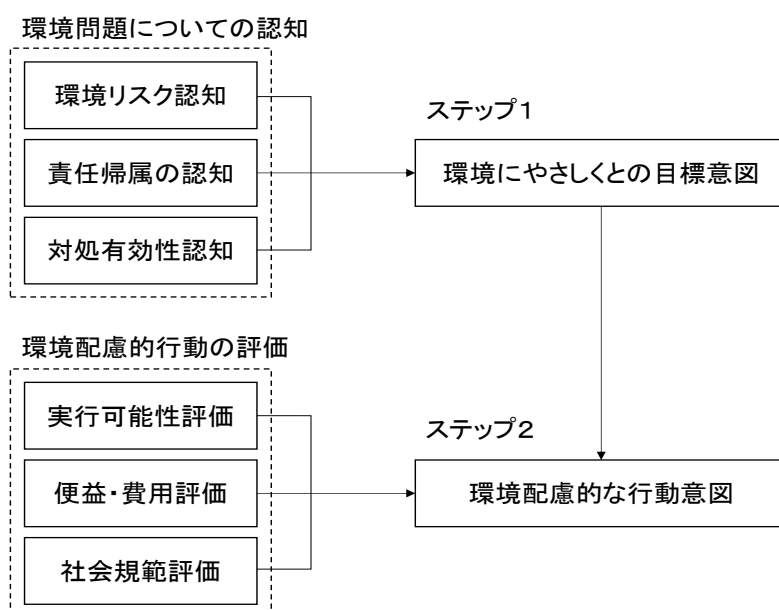 環境問題についての認知
環境リスク認知
責任帰属の認知
対処有効性認知
ステップ1
環境にやさしくとの目標意図
環境配慮的行動の評価
実行可能性評価
便益・費用評価
社会規範評価
ステップ2
環境配慮的な行動意図